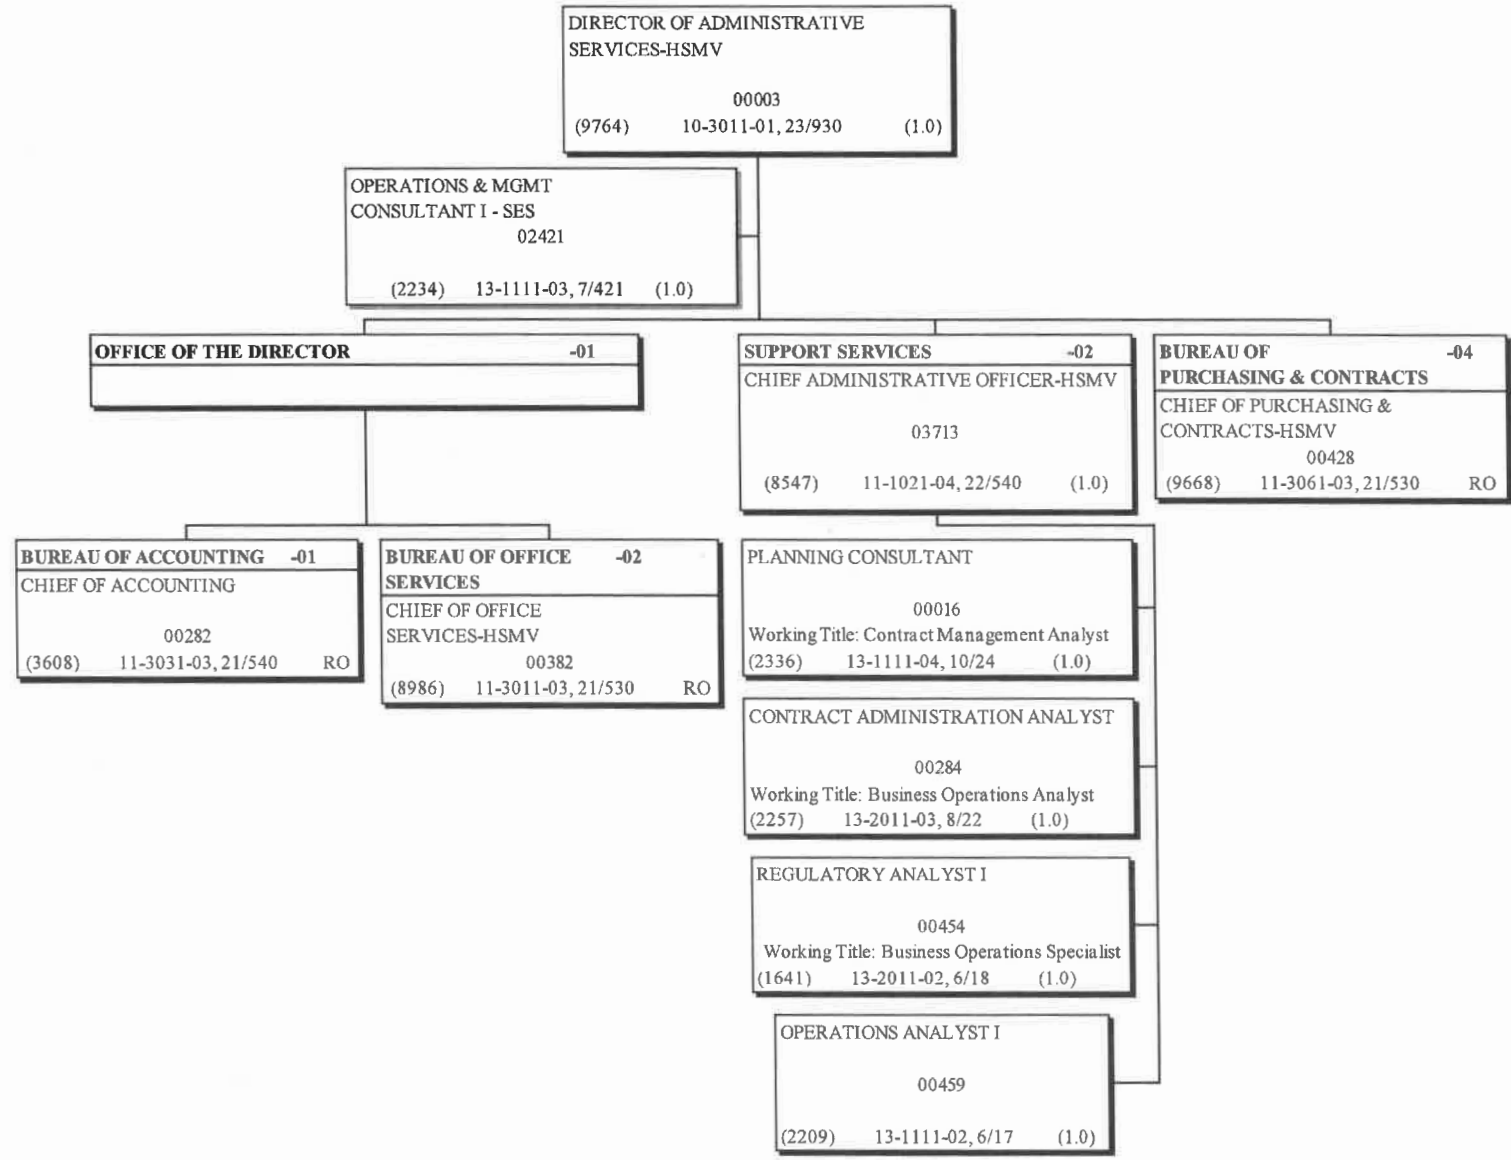 DIRECTOR OF ADMINISTRATIVE
SERVICES-HSMV
00003
(9764) 10-3011-01, 23/930 (1.0)
OPERATIONS & MGMT
CONSULTANT I - SES
02421
(2234) 13-1111-03, 7/421 (1.0)
OFFICE OF THE DIRECTOR -01
SUPPORT SERVICES -02
CHIEF ADMINISTRATIVE OFFICER-HSMV
03713
(8547) 11-1021-04, 22/540 (1.0)
BUREAU OF -04
PURCHASING & CONTRACTS
CHIEF OF PURCHASING &
CONTRACTS-HSMV
00428
(9668) 11-3061-03, 21/530 RO
BUREAU OF ACCOUNTING -01
CHIEF OF ACCOUNTING
00282
(3608) 11-3031-03, 21/540 RO
BUREAU OF OFFICE -02
SERVICES
CHIEF OF OFFICE
SERVICES-HSMV
00382
(8986) 11-3011-03, 21/530 RO
PLANNING CONSULTANT
00016
Working Title: Contract Management Analyst
(2336) 13-1111-04, 10/24 (1.0)
CONTRACT ADMINISTRATION ANALYST
00284
Working Title: Business Operations Analyst
(2257) 13-2011-03, 8/22 (1.0)
REGULATORY ANALYST I
00454
Working Title: Business Operations Specialist
(1641) 13-2011-02, 6/18 (1.0)
OPERATIONS ANALYST I
00459
(2209) 13-1111-02, 6/17 (1.0)